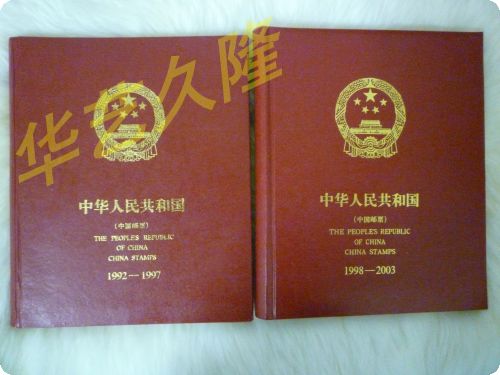 华艺久隆
中华人民共和国
(中国邮票)
THE PEOPLE'S REPUBLIC
OF CHINA
CHINA STAMPS
1992—1997
中华人民共和国
(中国邮票)
THE PEOPLE'S REPUBLIC
OF CHINA
CHINA STAMPS
1998—2003